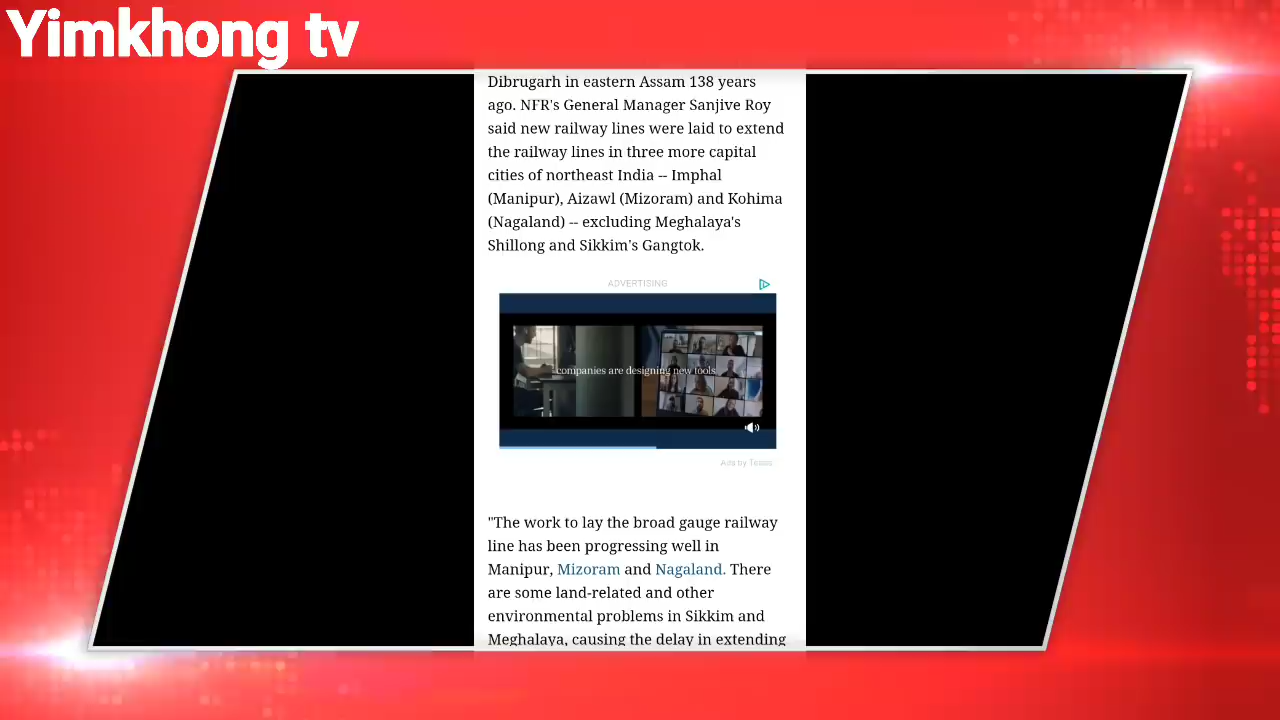 Yimkhong tv
Dibrugarh in eastern Assam 138 years
ago. NFR's General Manager Sanjive Roy
said new railway lines were laid to extend
the railway lines in three more capital
cities of northeast India -- Imphal
(Manipur), Aizawl (Mizoram) and Kohima
(Nagaland) -- excluding Meghalaya's
Shillong and Sikkim's Gangtok.
ADVERTISING
companies are designing new tools
Ads by Teads
"The work to lay the broad gauge railway
line has been progressing well in
Manipur, Mizoram and Nagaland. There
are some land-related and other
environmental problems in Sikkim and
Meghalaya, causing the delay in extending